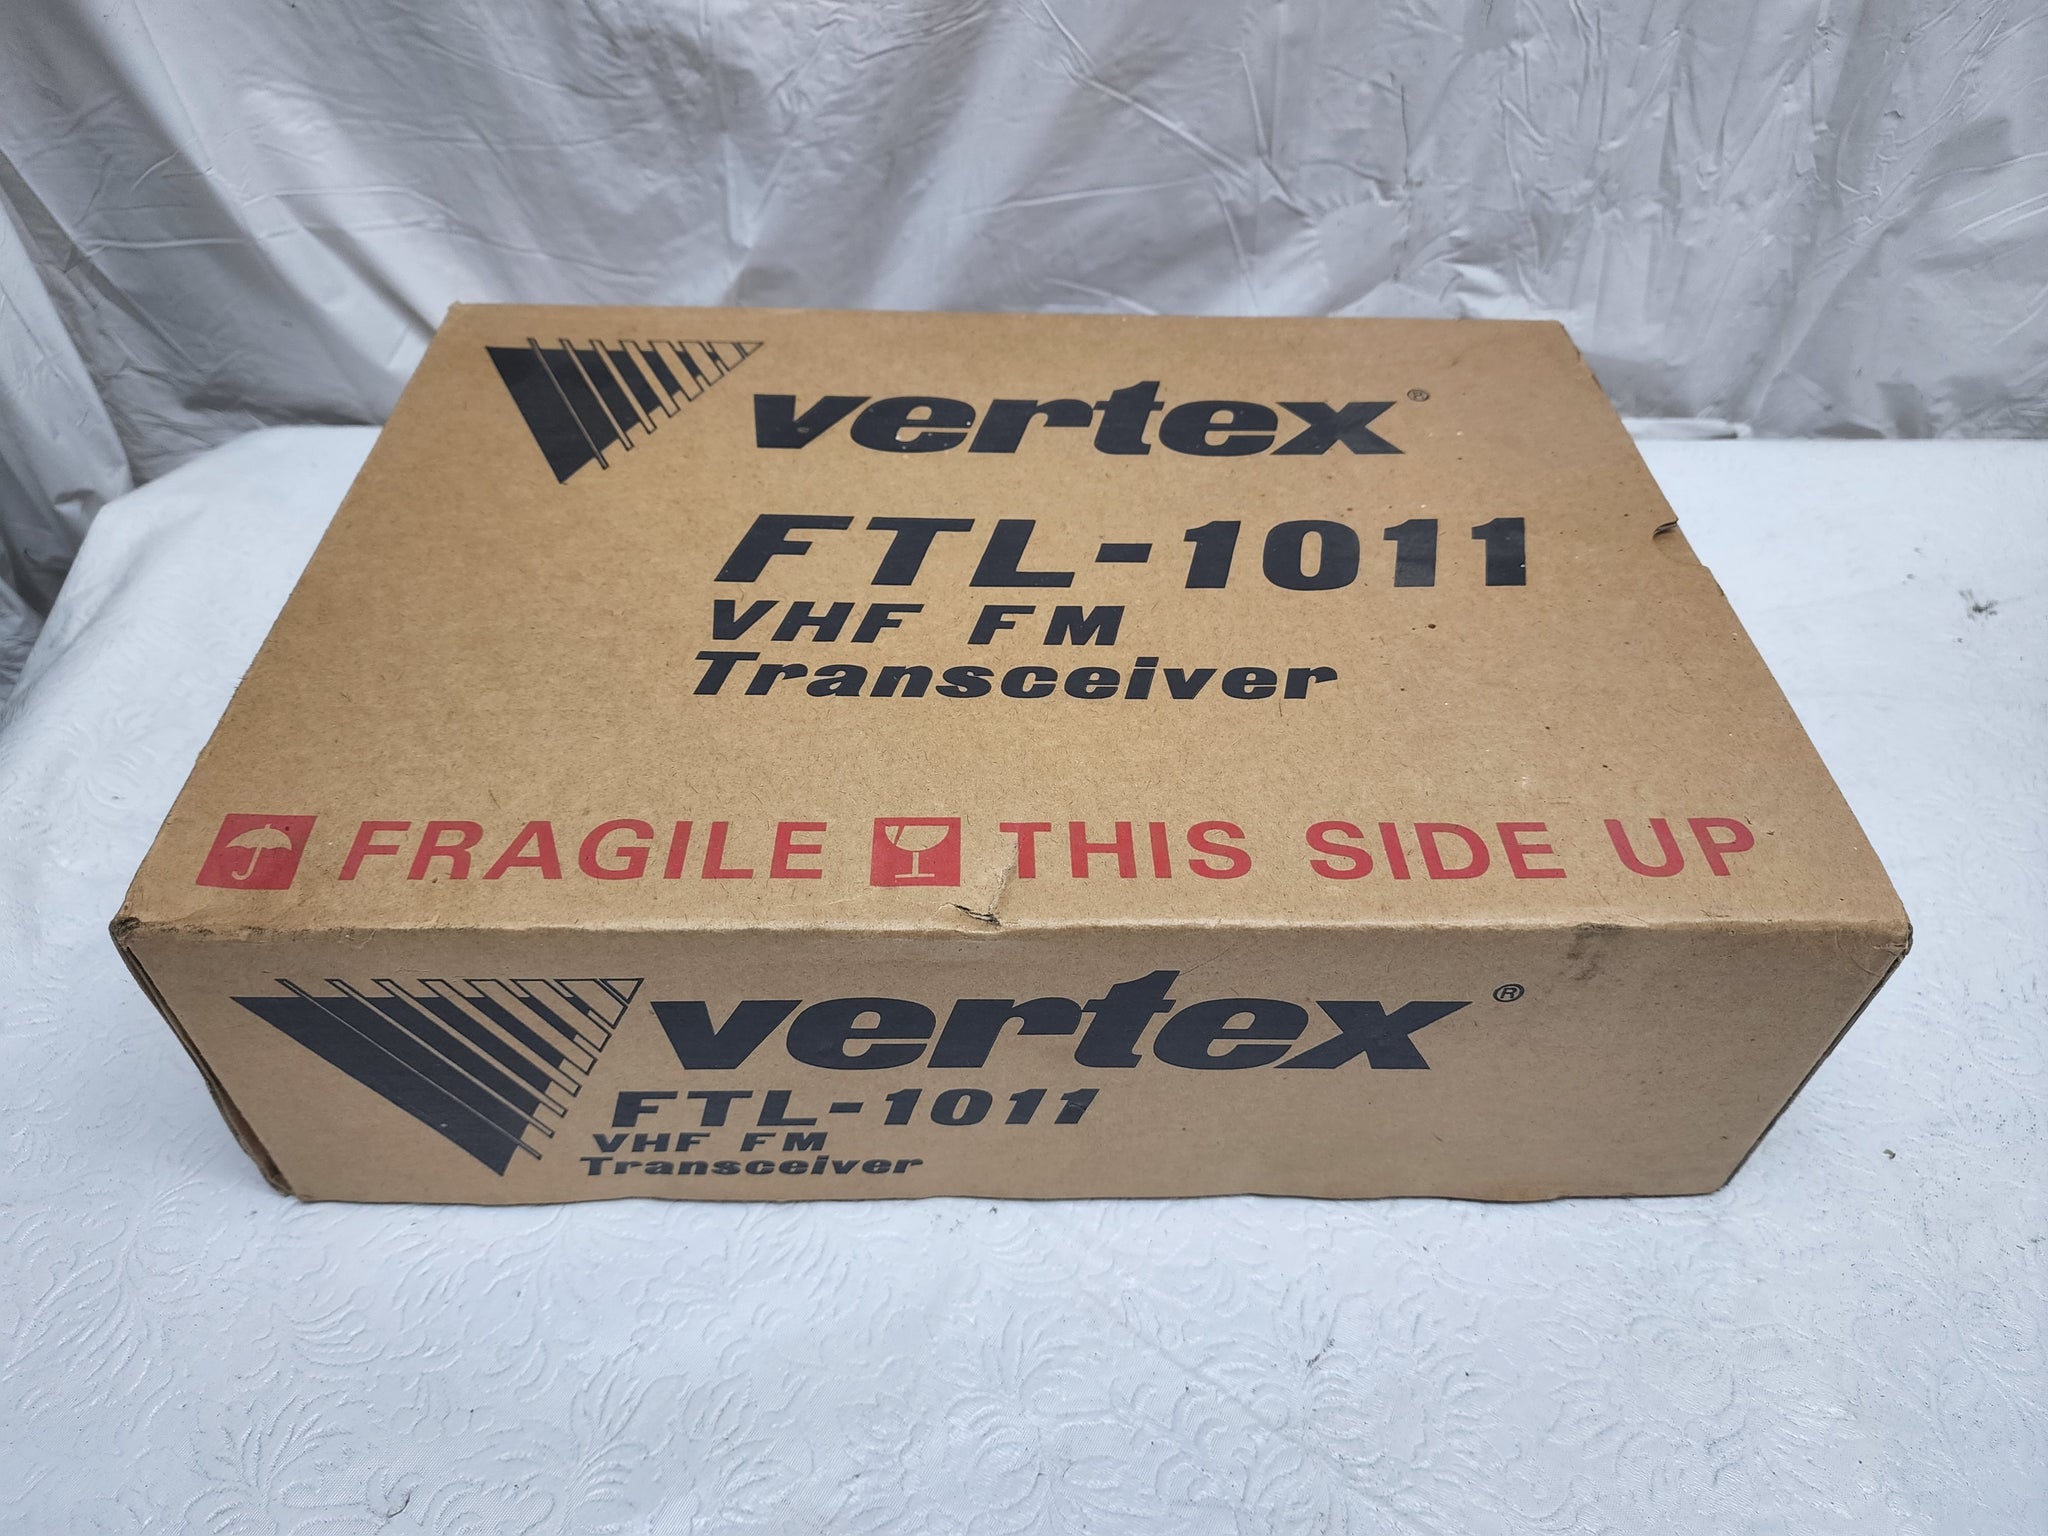 vertex®
FTL-1011
VHF FM
Transceiver
FRAGILE THIS SIDE UP
vertex®
FTL-1011
VHF FM
Transceiver